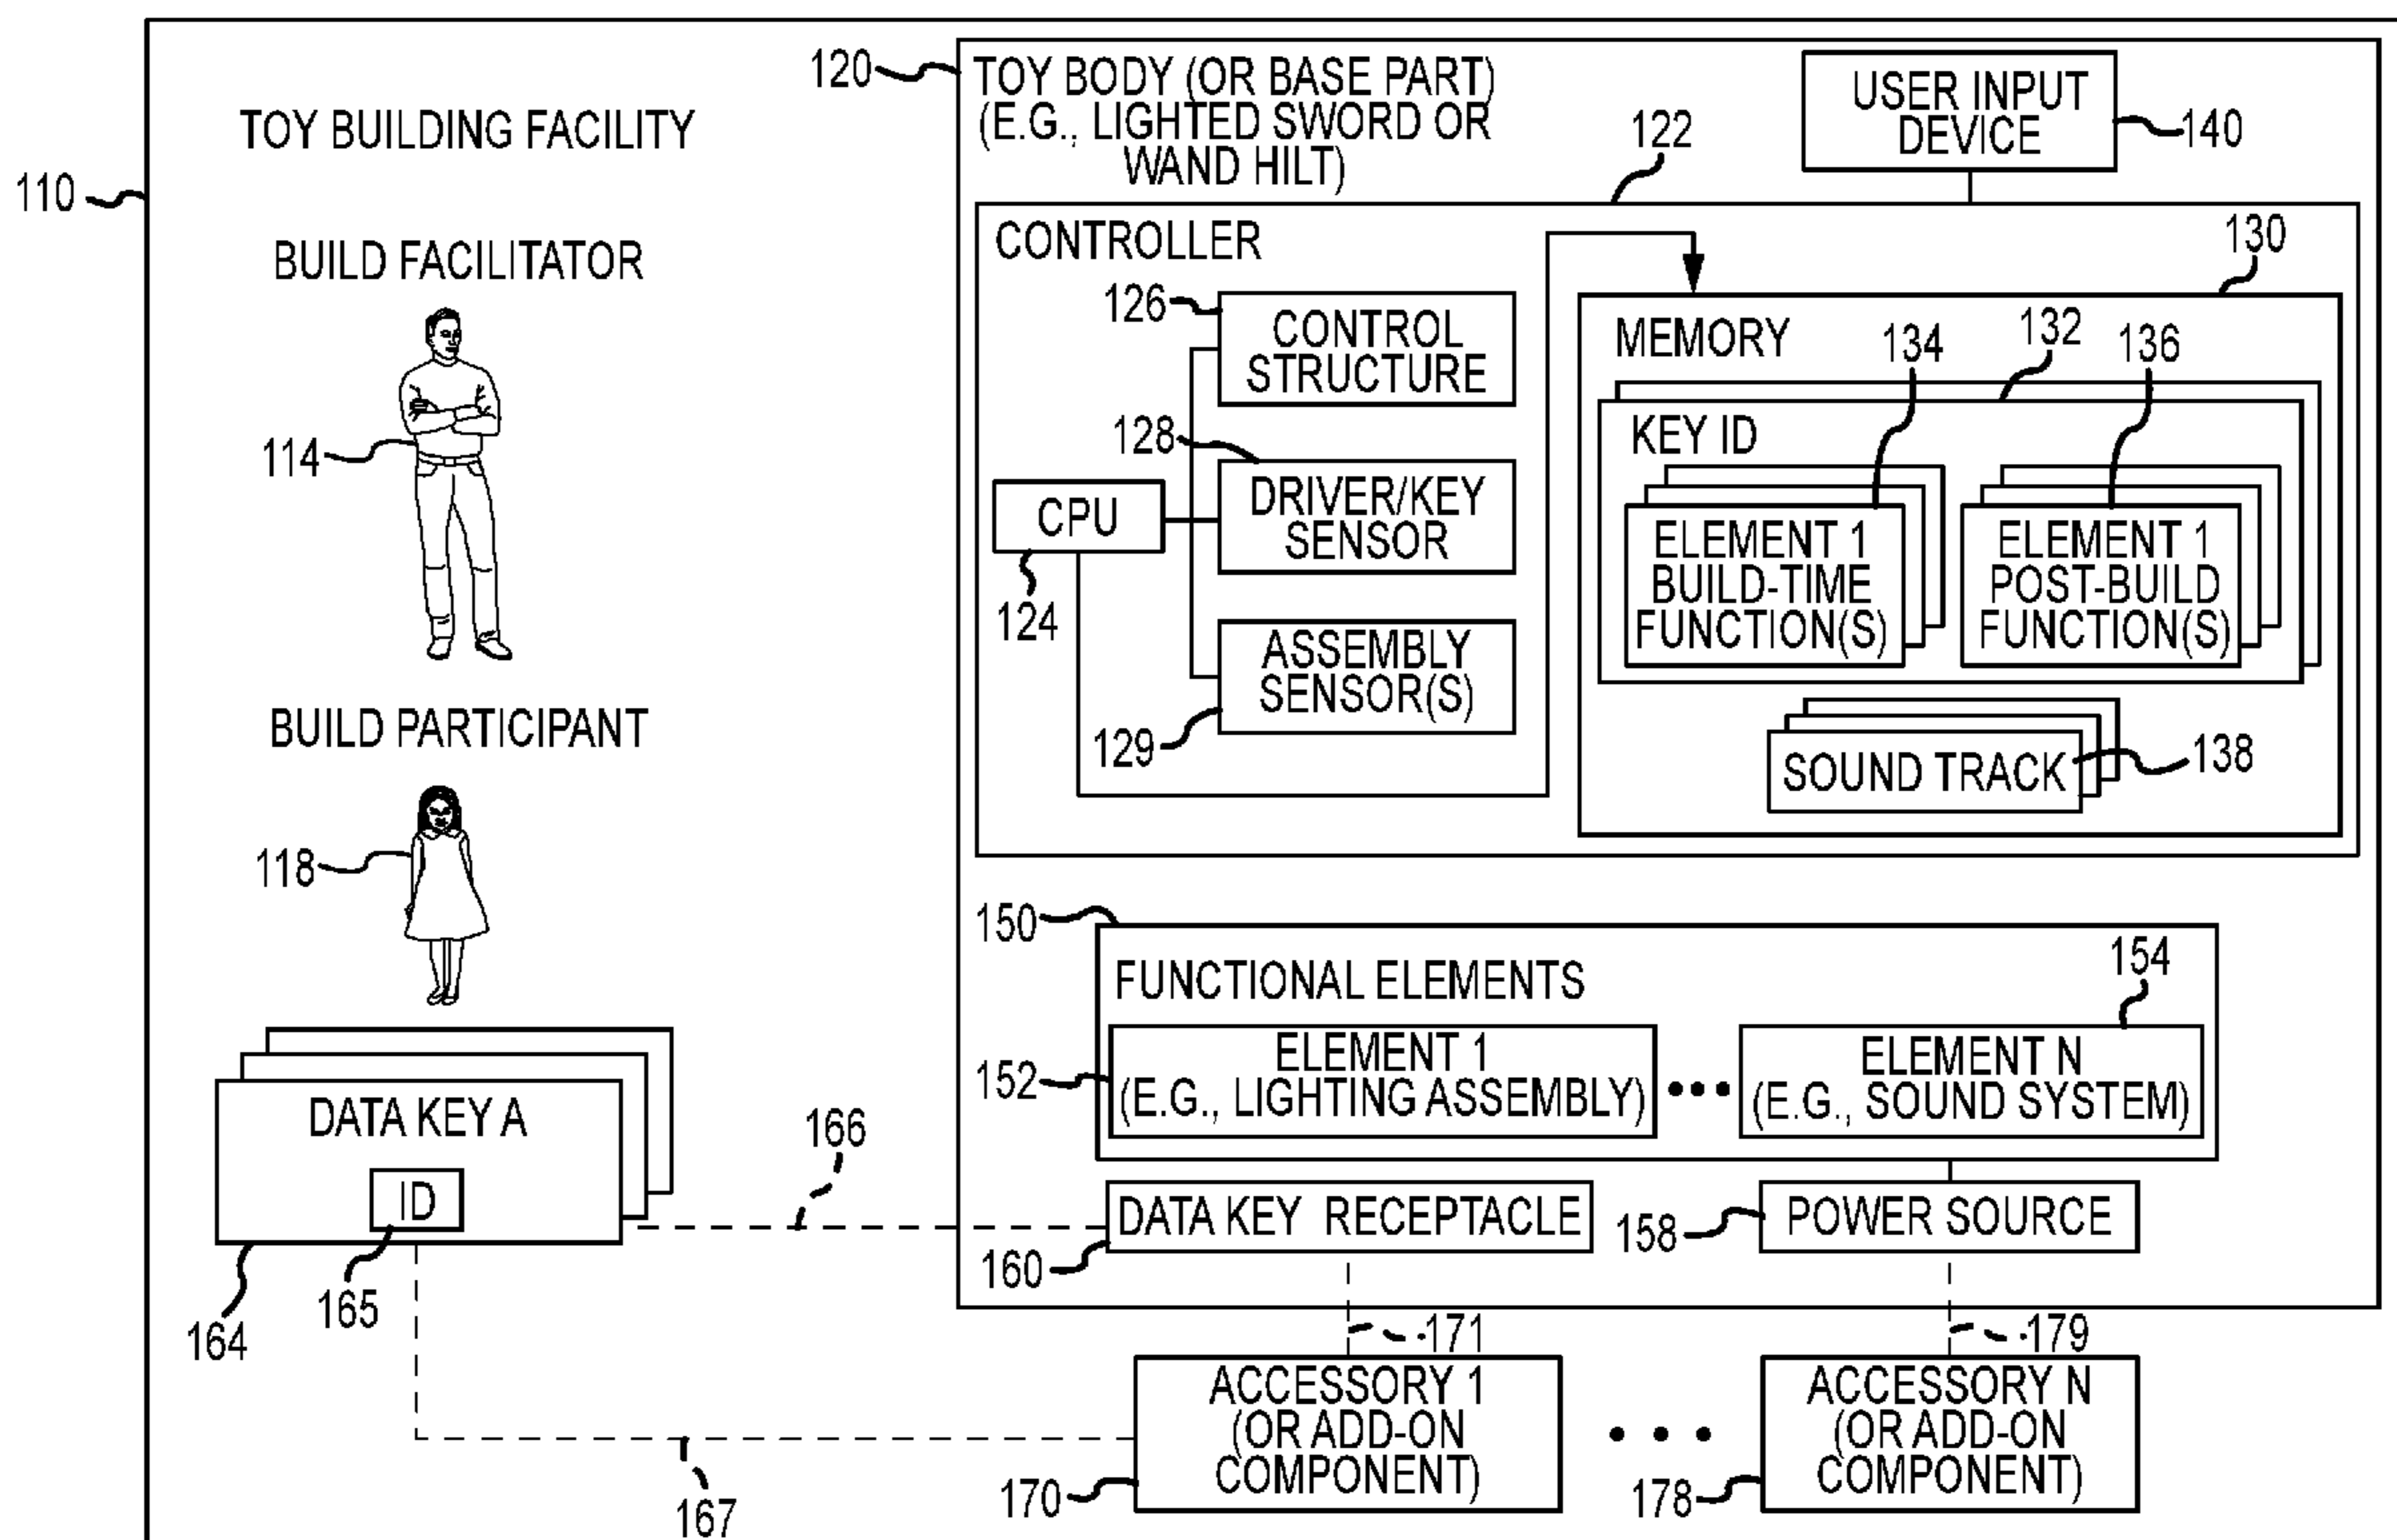 110
TOY BUILDING FACILITY
BUILD FACILITATOR
114
BUILD PARTICIPANT
118
DATA KEY A
ID
164
165
166
167
120
TOY BODY (OR BASE PART)
(E.G., LIGHTED SWORD OR
WAND HILT)
USER INPUT
DEVICE
140
122
CONTROLLER
126
CONTROL
STRUCTURE
128
DRIVER/KEY
SENSOR
CPU
124
ASSEMBLY
SENSOR(S)
129
130
MEMORY
134
132
136
KEY ID
ELEMENT 1
BUILD-TIME
FUNCTION(S)
ELEMENT 1
POST-BUILD
FUNCTION(S)
SOUND TRACK
138
150
FUNCTIONAL ELEMENTS
154
152
ELEMENT 1
(E.G., LIGHTING ASSEMBLY)
ELEMENT N
(E.G., SOUND SYSTEM)
DATA KEY RECEPTACLE
160
158
POWER SOURCE
171
179
ACCESSORY 1
(OR ADD-ON
COMPONENT)
170
ACCESSORY N
(OR ADD-ON
COMPONENT)
178